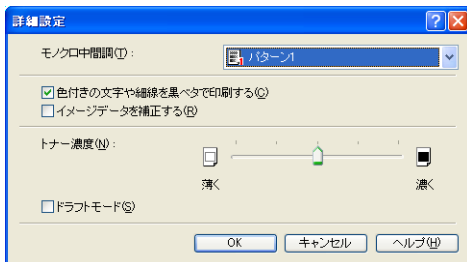 詳細設定
モノクロ中間調(T)： パターン1
色付きの文字や細線を黒ベタで印刷する(C)
イメージデータを補正する(R)
トナー濃度(N)：
薄く 濃く
ドラフトモード(S)
OK キャンセル ヘルプ(H)